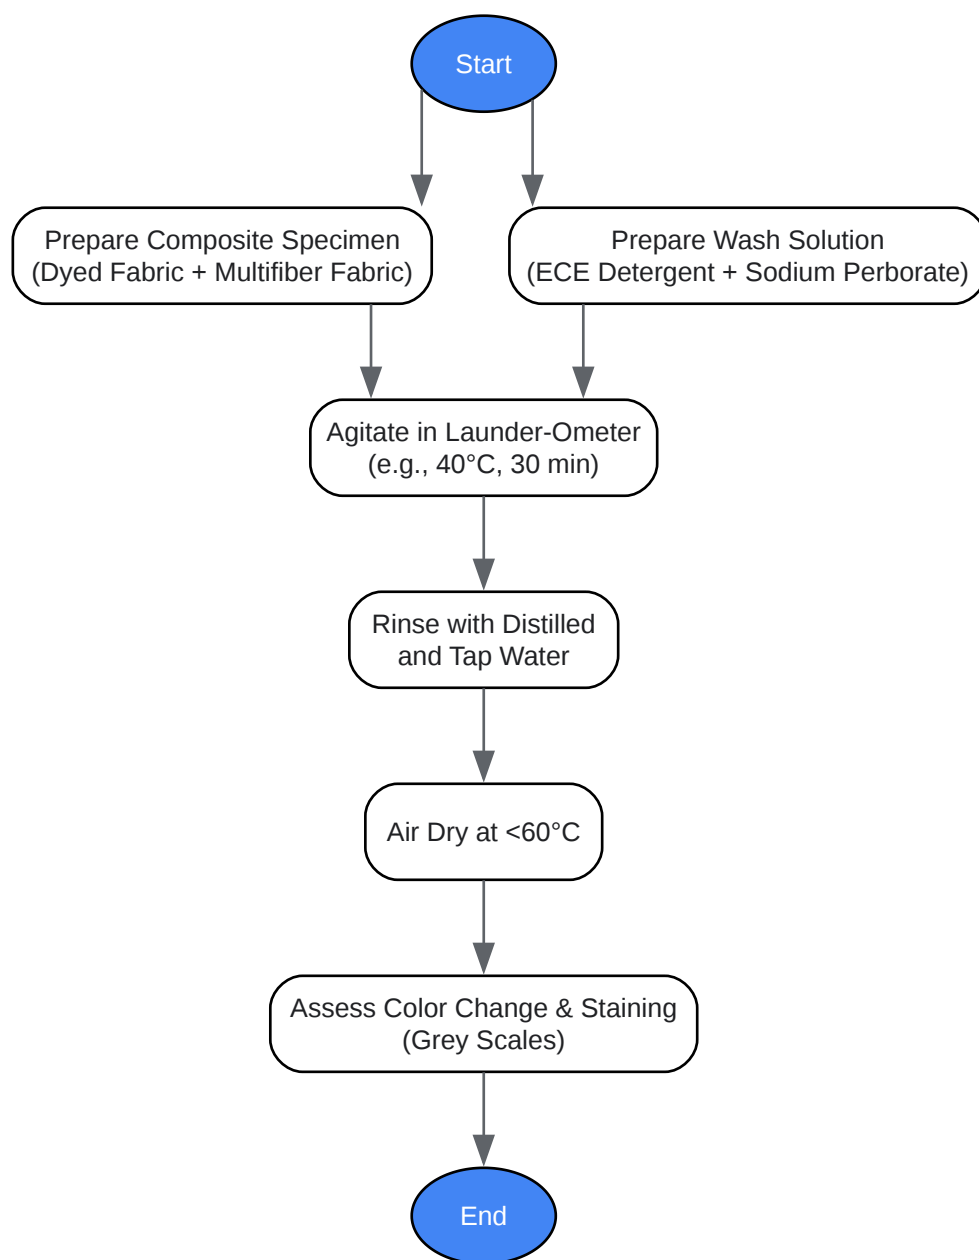 Start
Prepare Composite Specimen
(Dyed Fabric + Multifiber Fabric)
Prepare Wash Solution
(ECE Detergent + Sodium Perborate)
Agitate in Launder-Ometer
(e.g., 40°C, 30 min)
Rinse with Distilled
and Tap Water
Air Dry at <60°C
Assess Color Change & Staining
(Grey Scales)
End